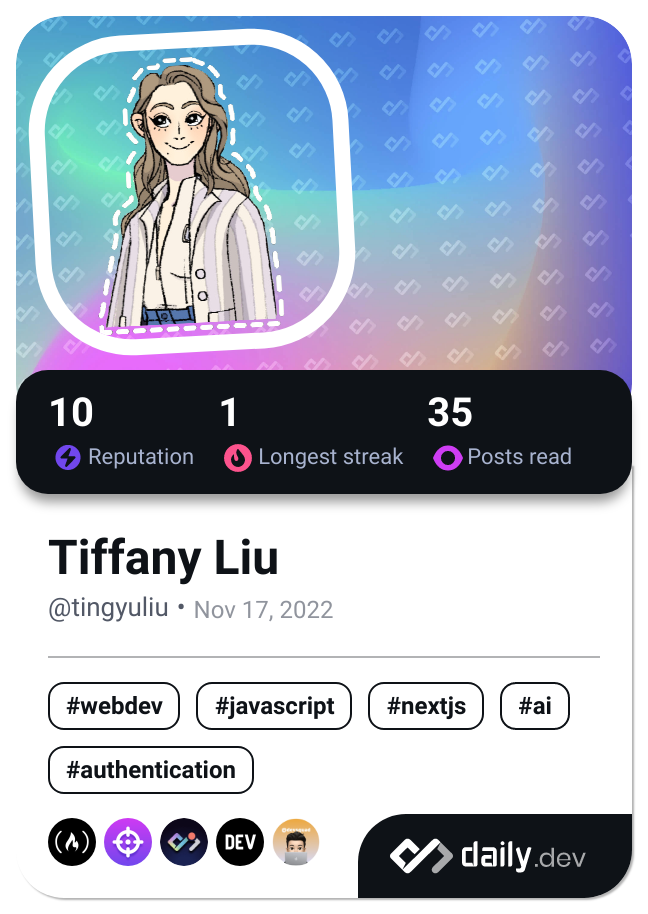 10 1 35
Reputation Longest streak Posts read
Tiffany Liu
@tingyuliu • Nov 17, 2022
#webdev #javascript #nextjs #ai
#authentication
DEV
daily.dev